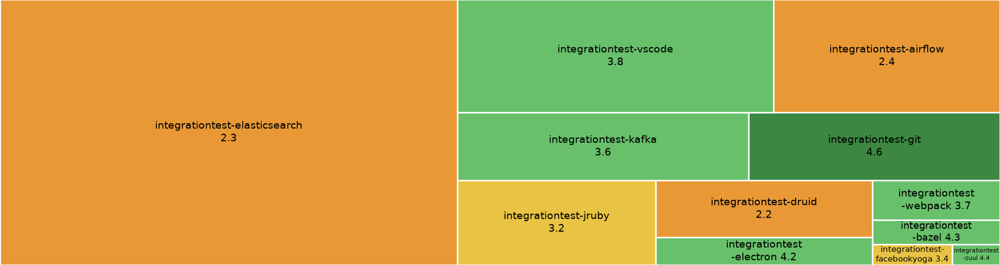 integrationtest-elasticsearch
2.3
integrationtest-vscode
3.8
integrationtest-airflow
2.4
integrationtest-kafka
3.6
integrationtest-git
4.6
integrationtest-jruby
3.2
integrationtest-druid
2.2
integrationtest
-electron 4.2
integrationtest
-webpack 3.7
integrationtest
-bazel 4.3
integrationtest-
facebookyoga 3.4
integrationtest
-zuul 4.4